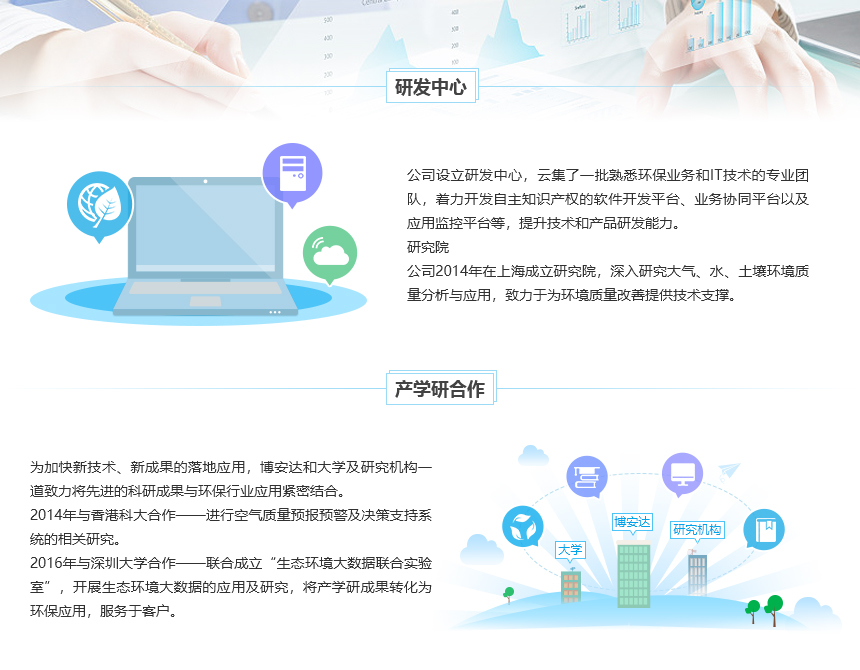 研发中心
公司设立研发中心，云集了一批熟悉环保业务和IT技术的专业团
队，着力开发自主知识产权的软件开发平台、业务协同平台以及
应用监控平台等，提升技术和产品研发能力。
研究院
公司2014年在上海成立研究院，深入研究大气、水、土壤环境质
量分析与应用，致力于为环境质量改善提供技术支撑。
产学研合作
为加快新技术、新成果的落地应用，博安达和大学及研究机构一
道致力将先进的科研成果与环保行业应用紧密结合。
2014年与香港科大合作——进行空气质量预报预警及决策支持系
统的相关研究。
2016年与深圳大学合作——联合成立“生态环境大数据联合实验
室”，开展生态环境大数据的应用及研究，将产学研成果转化为
环保应用，服务于客户。
博安达
研究机构
大学